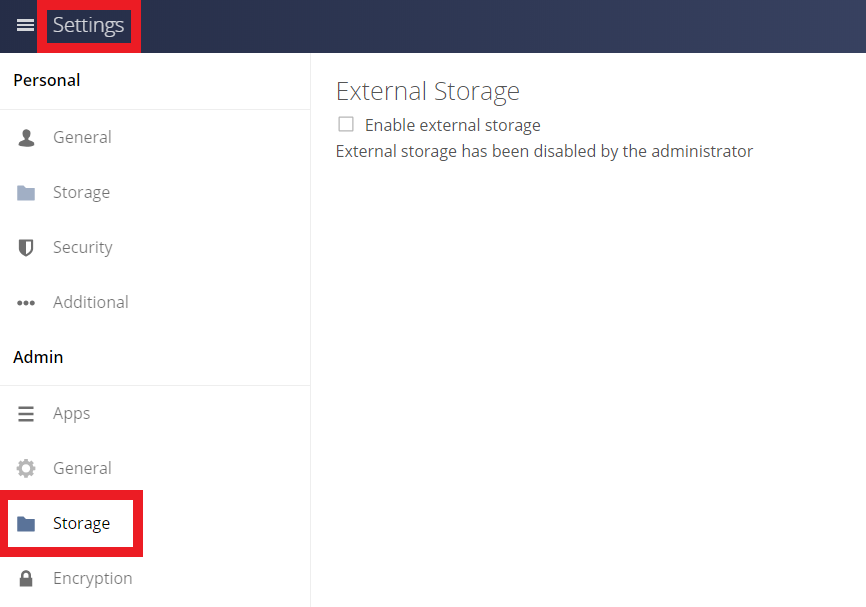 Settings
Personal
General
Storage
Security
Additional
Admin
Apps
General
Storage
Encryption
External Storage
Enable external storage
External storage has been disabled by the administrator